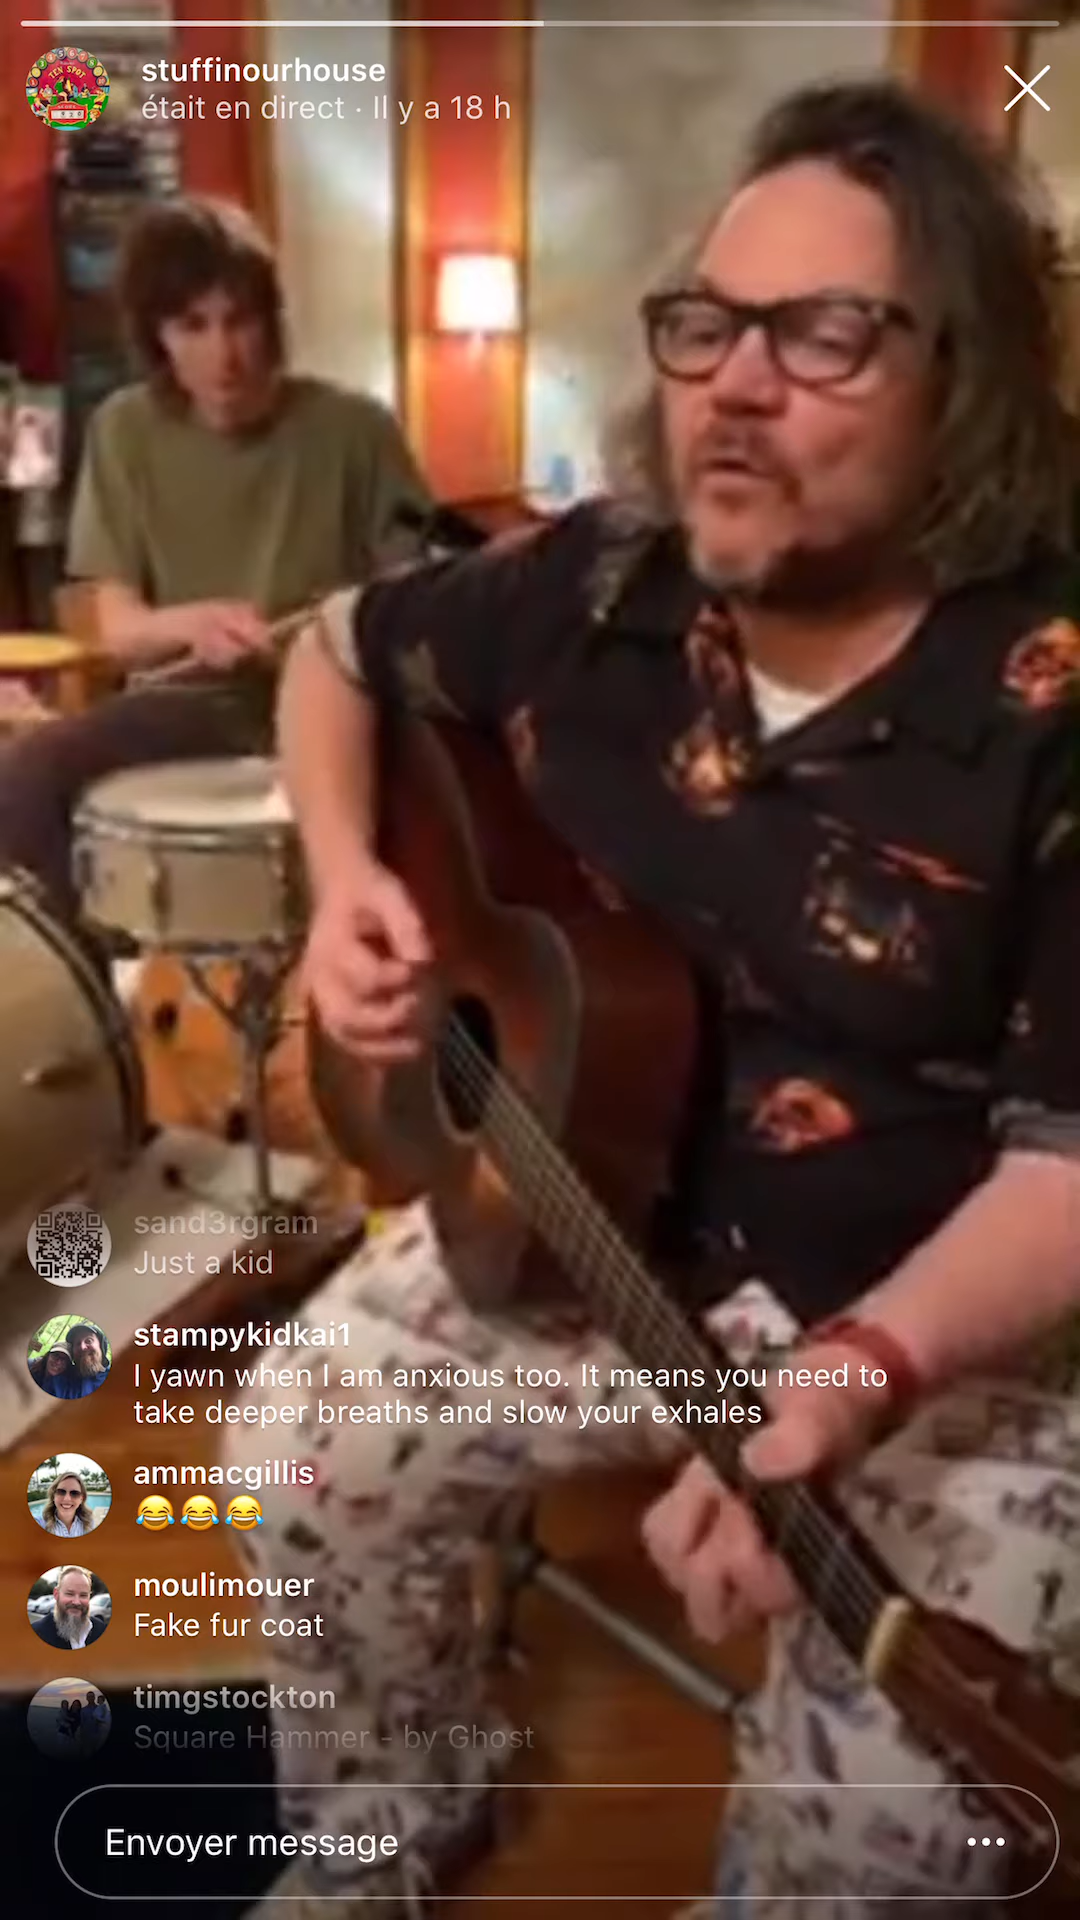 stuffinourhouse
était en direct · Il y a 18 h
TEN SPOT
sand3rgram
Just a kid
stampykidkai1
I yawn when I am anxious too. It means you need to
take deeper breaths and slow your exhales
ammacgillis
😂😂😂
moulimouer
Fake fur coat
timgstockton
Square Hammer - by Ghost
Envoyer message